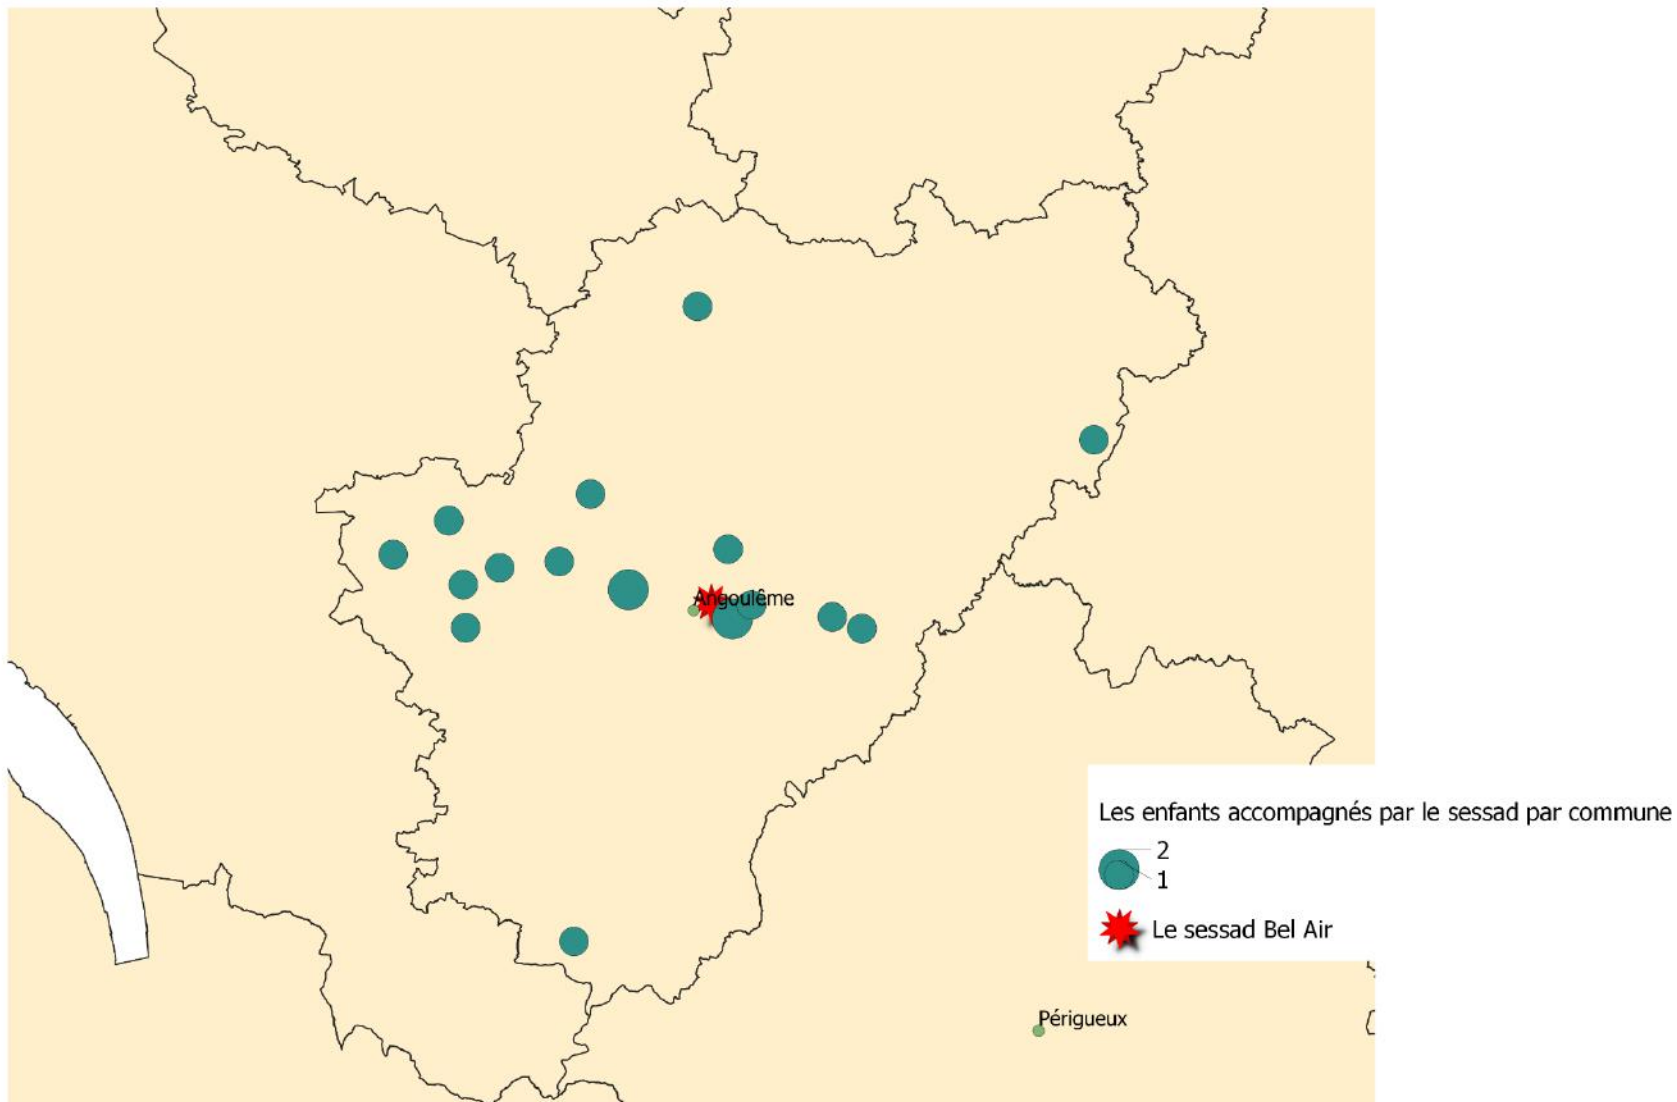 Angoulême
Les enfants accompagnés par le sessad par commune
2
1
Le sessad Bel Air
Périgueux